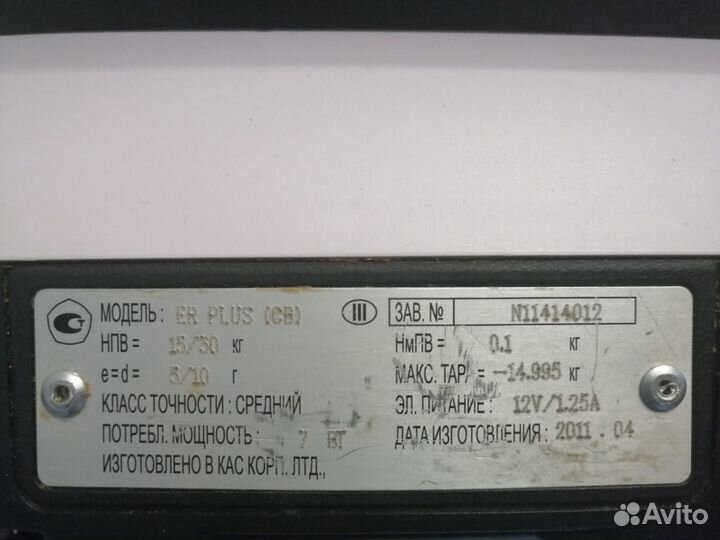 МОДЕЛЬ : ER PLUS (CB)
III ЗАВ. № N11414012
НПВ = 15/30 кг
НмПВ = 0.1 кг
e=d= 5/10 г
МАКС. ТАРА = -14.995 кг
КЛАСС ТОЧНОСТИ : СРЕДНИЙ
ЭЛ. ПИТАНИЕ : 12V/1.25A
ПОТРЕБЛ. МОЩНОСТЬ : 7 ВТ
ДАТА ИЗГОТОВЛЕНИЯ : 2011 . 04
ИЗГОТОВЛЕНО В КАС КОРП. ЛТД.,
Avito